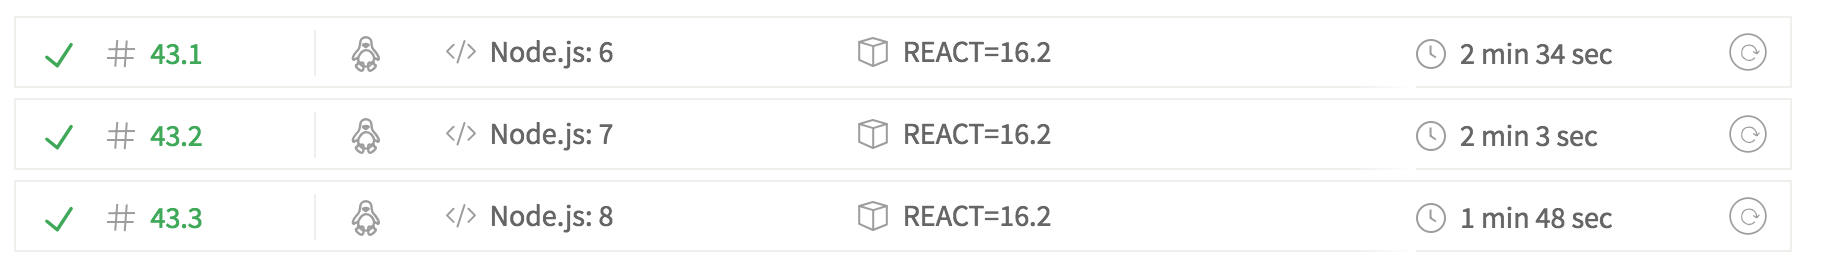 # 43.1 </> Node.js: 6 REACT=16.2 2 min 34 sec
# 43.2 </> Node.js: 7 REACT=16.2 2 min 3 sec
# 43.3 </> Node.js: 8 REACT=16.2 1 min 48 sec